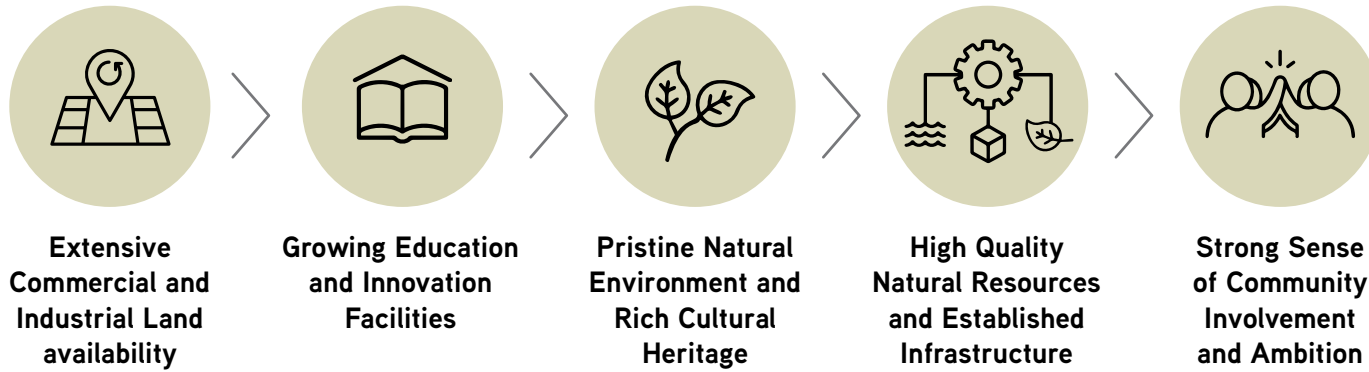 Extensive
Commercial and
Industrial Land
availability
Growing Education
and Innovation
Facilities
Pristine Natural
Environment and
Rich Cultural
Heritage
High Quality
Natural Resources
and Established
Infrastructure
Strong Sense
of Community
Involvement
and Ambition